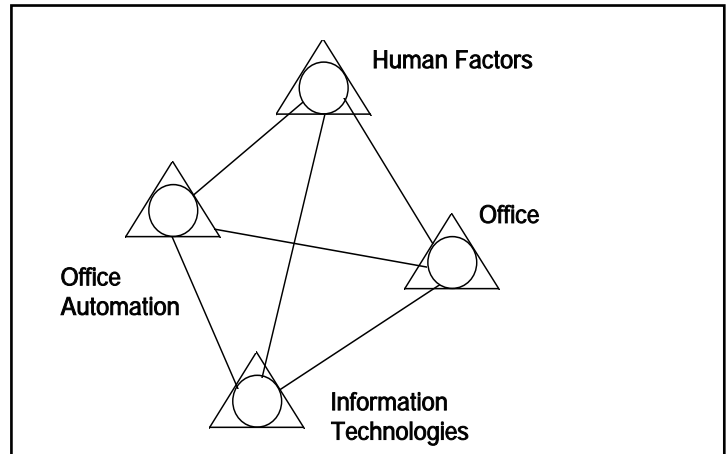 Human Factors
Office
Office
Automation
Information
Technologies